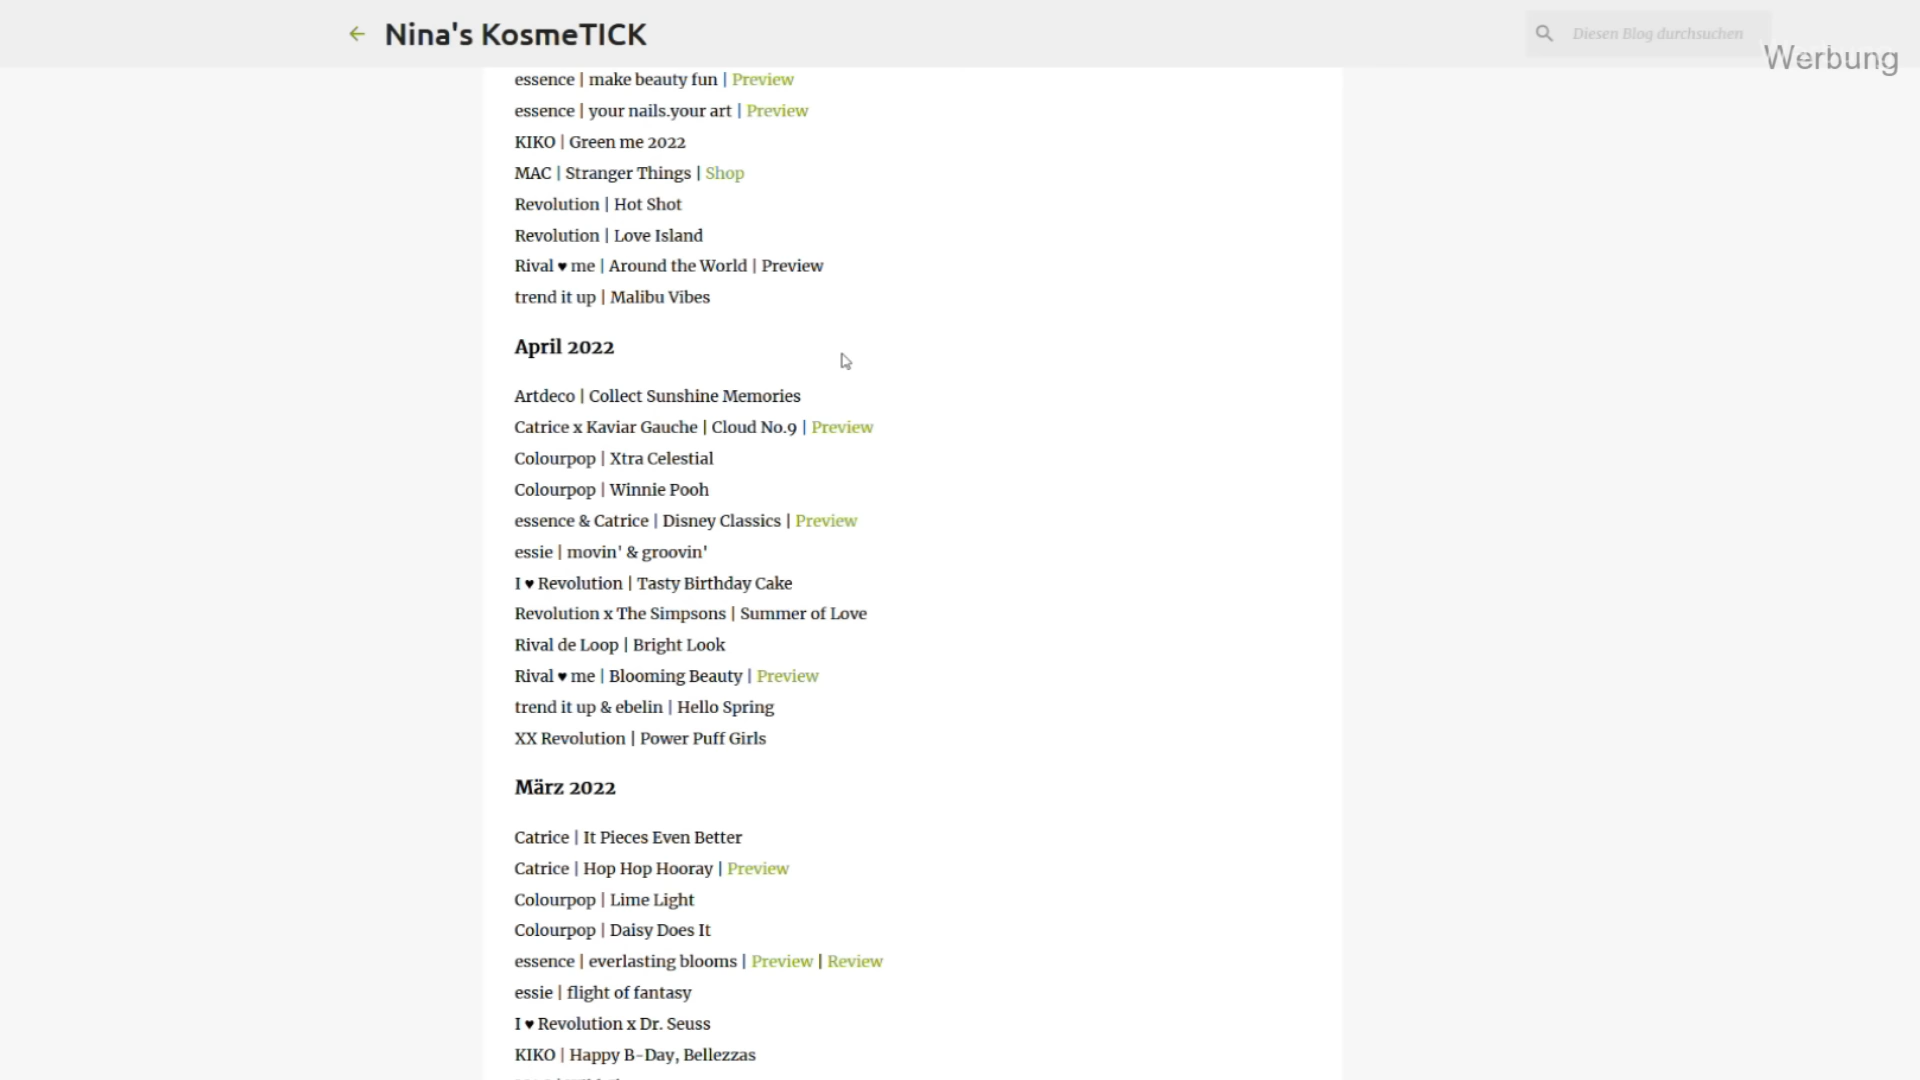 Nina's KosmeTICK
Diesen Blog durchsuchen
Werbung
essence | make beauty fun | Preview
essence | your nails.your art | Preview
KIKO | Green me 2022
MAC | Stranger Things | Shop
Revolution | Hot Shot
Revolution | Love Island
Rival ♥ me | Around the World | Preview
trend it up | Malibu Vibes
April 2022
Artdeco | Collect Sunshine Memories
Catrice x Kaviar Gauche | Cloud No.9 | Preview
Colourpop | Xtra Celestial
Colourpop | Winnie Pooh
essence & Catrice | Disney Classics | Preview
essie | movin' & groovin'
I ♥ Revolution | Tasty Birthday Cake
Revolution x The Simpsons | Summer of Love
Rival de Loop | Bright Look
Rival ♥ me | Blooming Beauty | Preview
trend it up & ebelin | Hello Spring
XX Revolution | Power Puff Girls
März 2022
Catrice | It Pieces Even Better
Catrice | Hop Hop Hooray | Preview
Colourpop | Lime Light
Colourpop | Daisy Does It
essence | everlasting blooms | Preview | Review
essie | flight of fantasy
I ♥ Revolution x Dr. Seuss
KIKO | Happy B-Day, Bellezzas